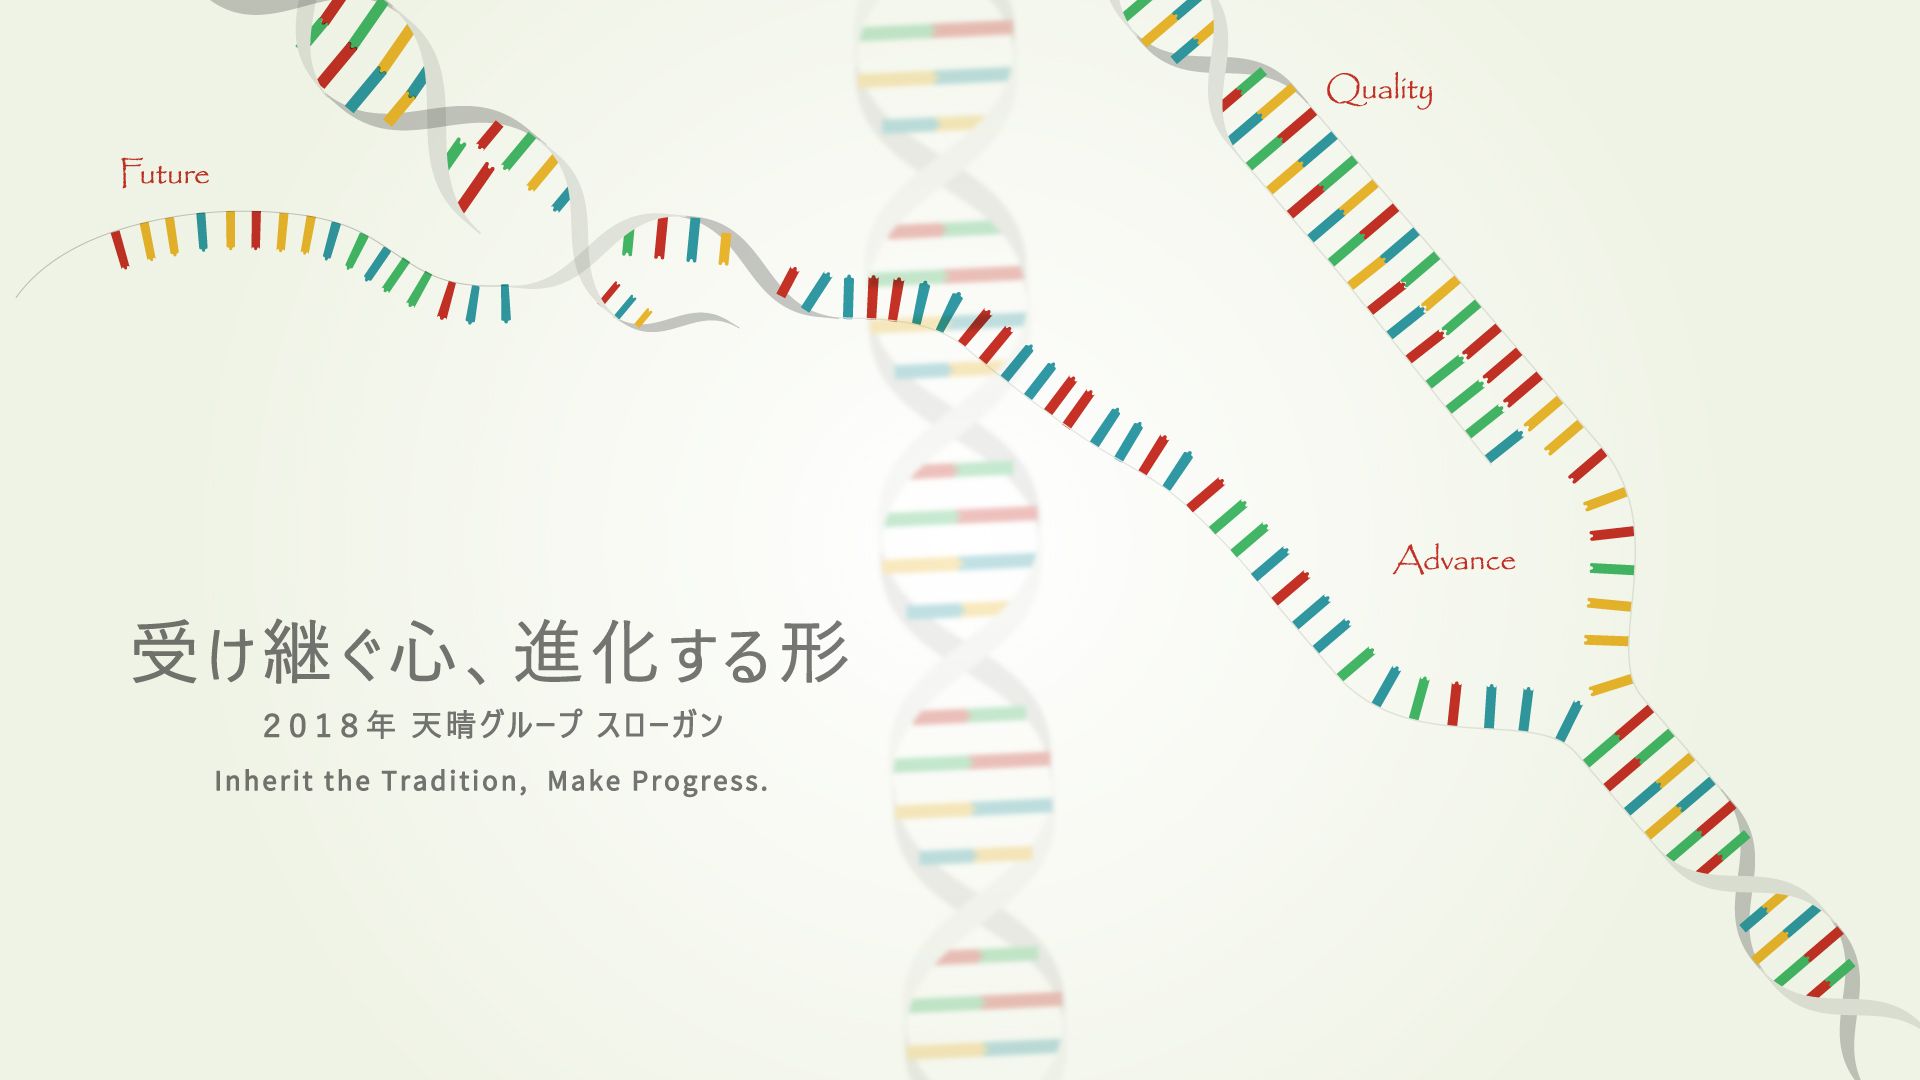 Quality
Future
Advance
受け継ぐ心、進化する形
2018年 天晴グループ スローガン
Inherit the Tradition, Make Progress.